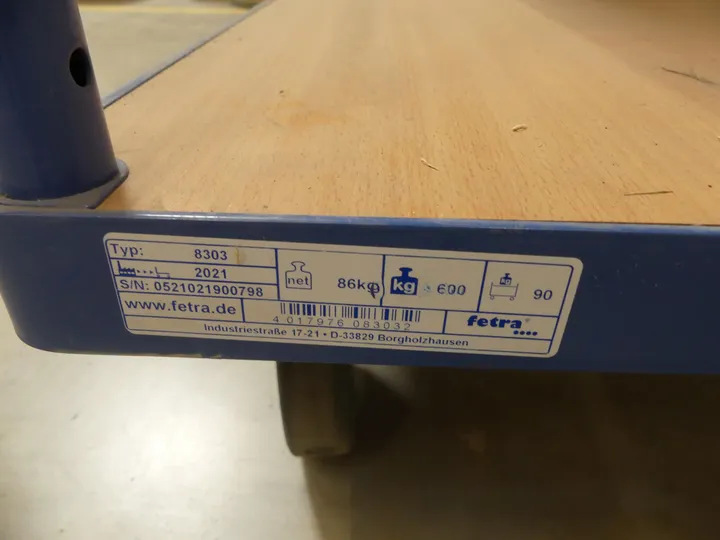 Typ: 8303
2021
S/N: 0521021900798
net 86kg
kg 600
kg 90
www.fetra.de
4 017976 083032
fetra®
Industriestraße 17-21 • D-33829 Borgholzhausen